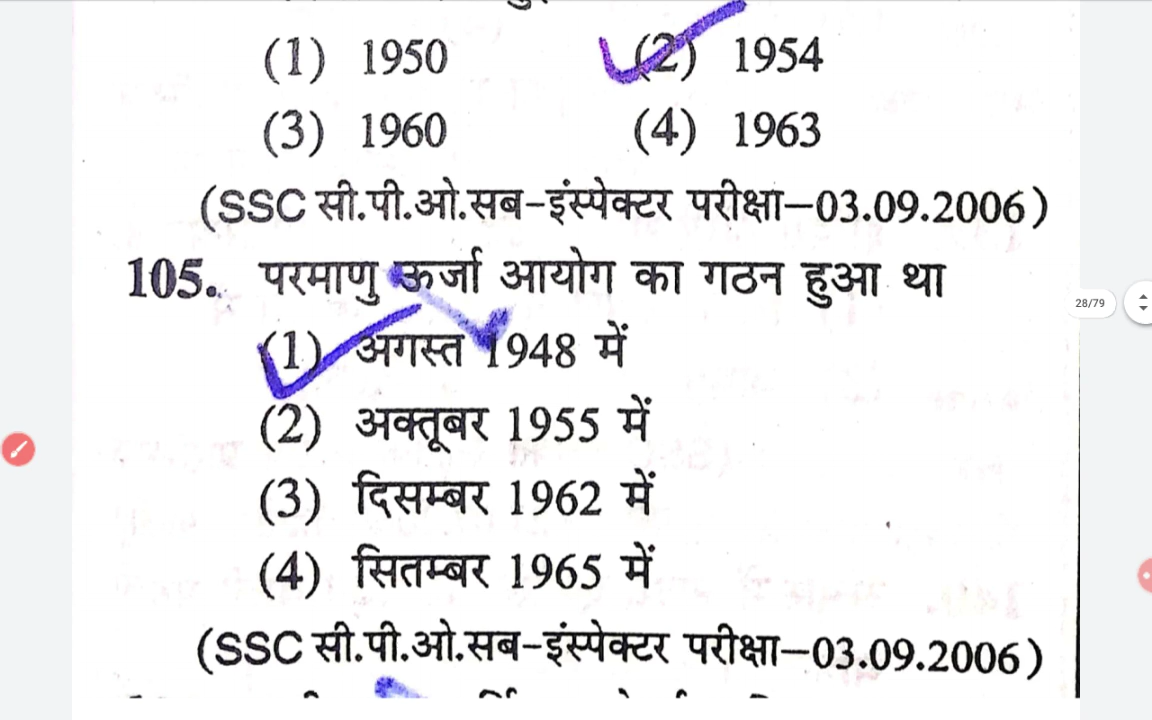 (1) 1950 (2) 1954
(3) 1960 (4) 1963
(SSC सी.पी.ओ.सब-इंस्पेक्टर परीक्षा–03.09.2006)
105. परमाणु ऊर्जा आयोग का गठन हुआ था
28/79
(1) अगस्त 1948 में
(2) अक्तूबर 1955 में
(3) दिसम्बर 1962 में
(4) सितम्बर 1965 में
(SSC सी.पी.ओ.सब-इंस्पेक्टर परीक्षा–03.09.2006)